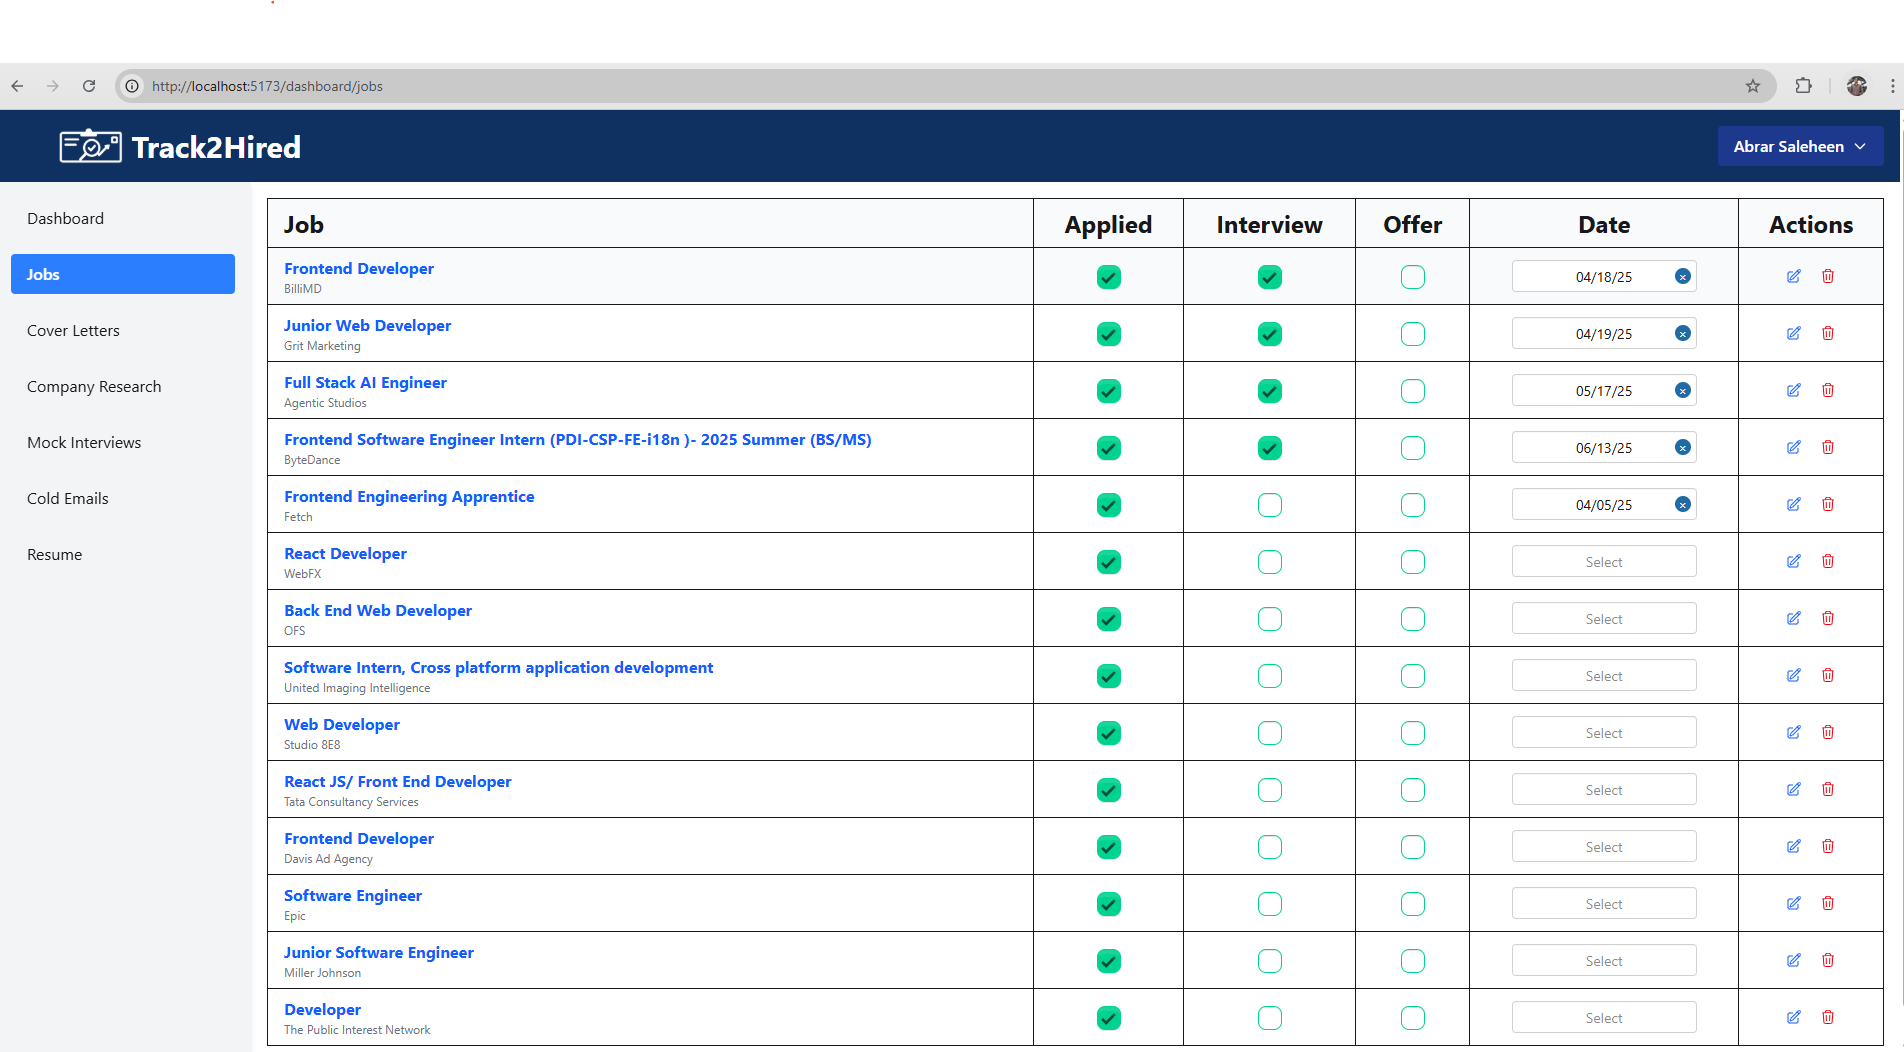 http://localhost:5173/dashboard/jobs
Track2Hired
Abrar Saleheen
Dashboard
Jobs
Cover Letters
Company Research
Mock Interviews
Cold Emails
Resume
Job Applied Interview Offer Date Actions
Frontend Developer
BilliMD
04/18/25
Junior Web Developer
Grit Marketing
04/19/25
Full Stack AI Engineer
Agentic Studios
05/17/25
Frontend Software Engineer Intern (PDI-CSP-FE-i18n )- 2025 Summer (BS/MS)
ByteDance
06/13/25
Frontend Engineering Apprentice
Fetch
04/05/25
React Developer
WebFX
Select
Back End Web Developer
OFS
Select
Software Intern, Cross platform application development
United Imaging Intelligence
Select
Web Developer
Studio 8E8
Select
React JS/ Front End Developer
Tata Consultancy Services
Select
Frontend Developer
Davis Ad Agency
Select
Software Engineer
Epic
Select
Junior Software Engineer
Miller Johnson
Select
Developer
The Public Interest Network
Select